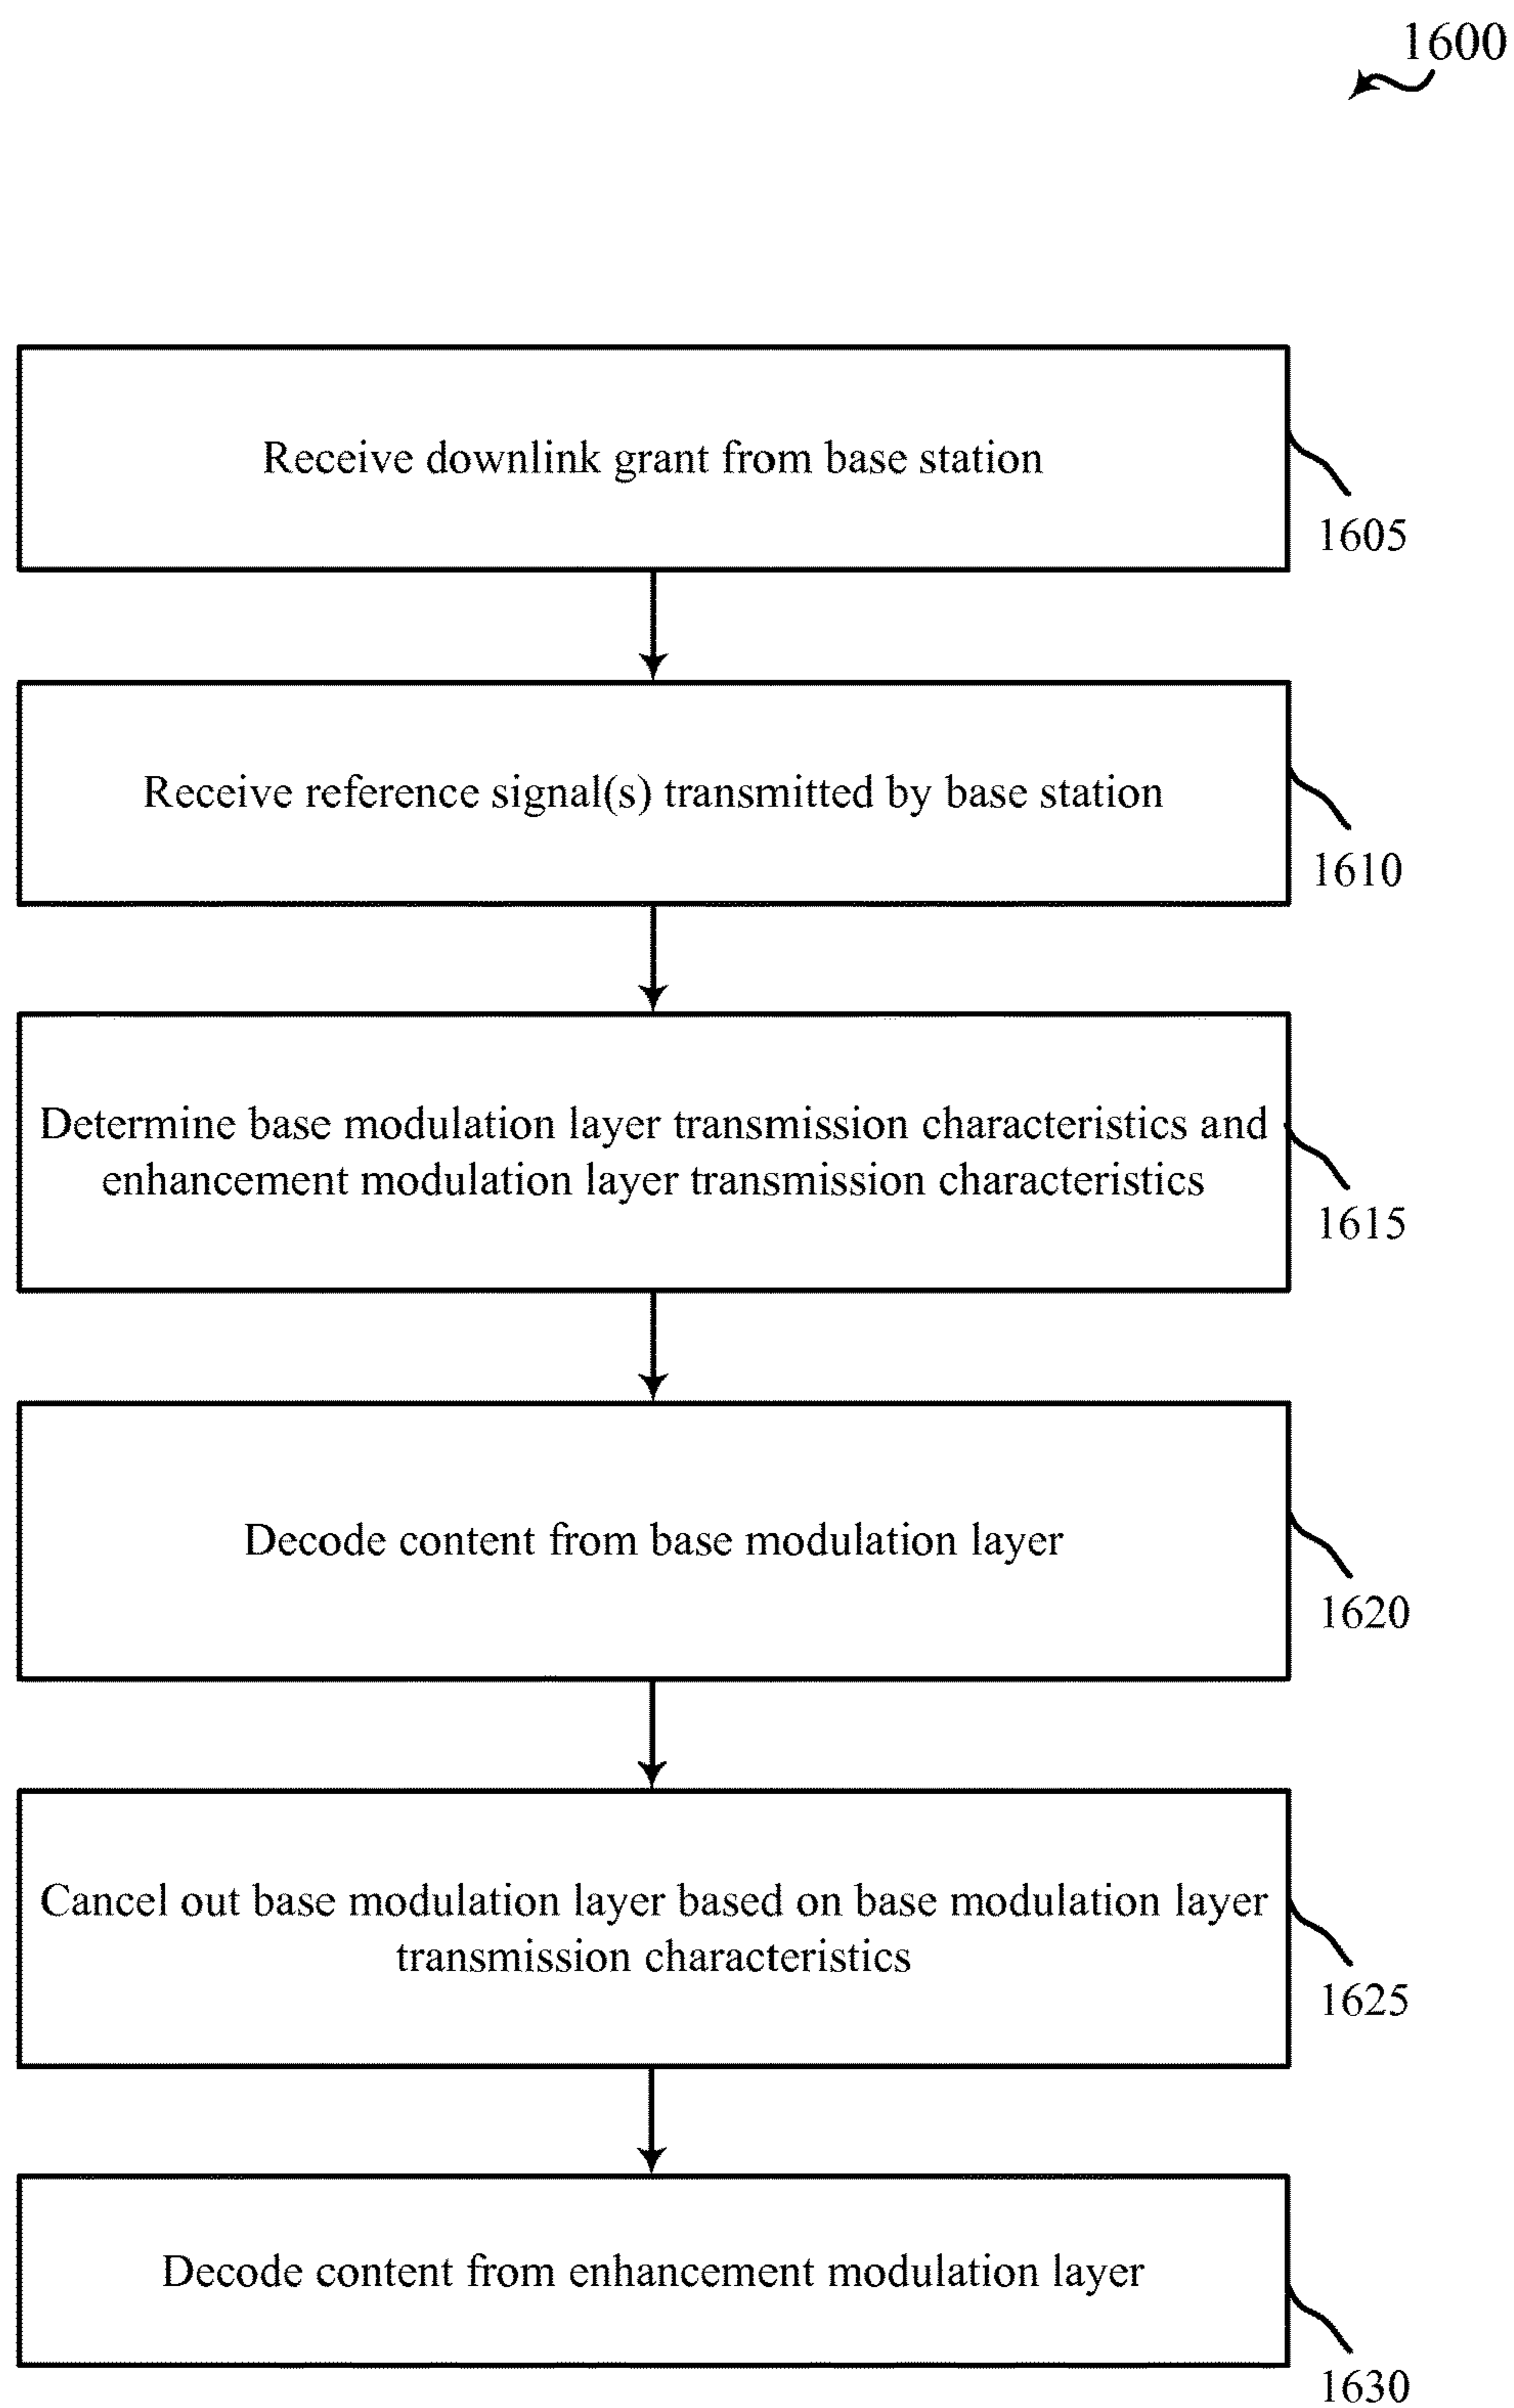 1600
Receive downlink grant from base station
1605
Receive reference signal(s) transmitted by base station
1610
Determine base modulation layer transmission characteristics and
enhancement modulation layer transmission characteristics
1615
Decode content from base modulation layer
1620
Cancel out base modulation layer based on base modulation layer
transmission characteristics
1625
Decode content from enhancement modulation layer
1630